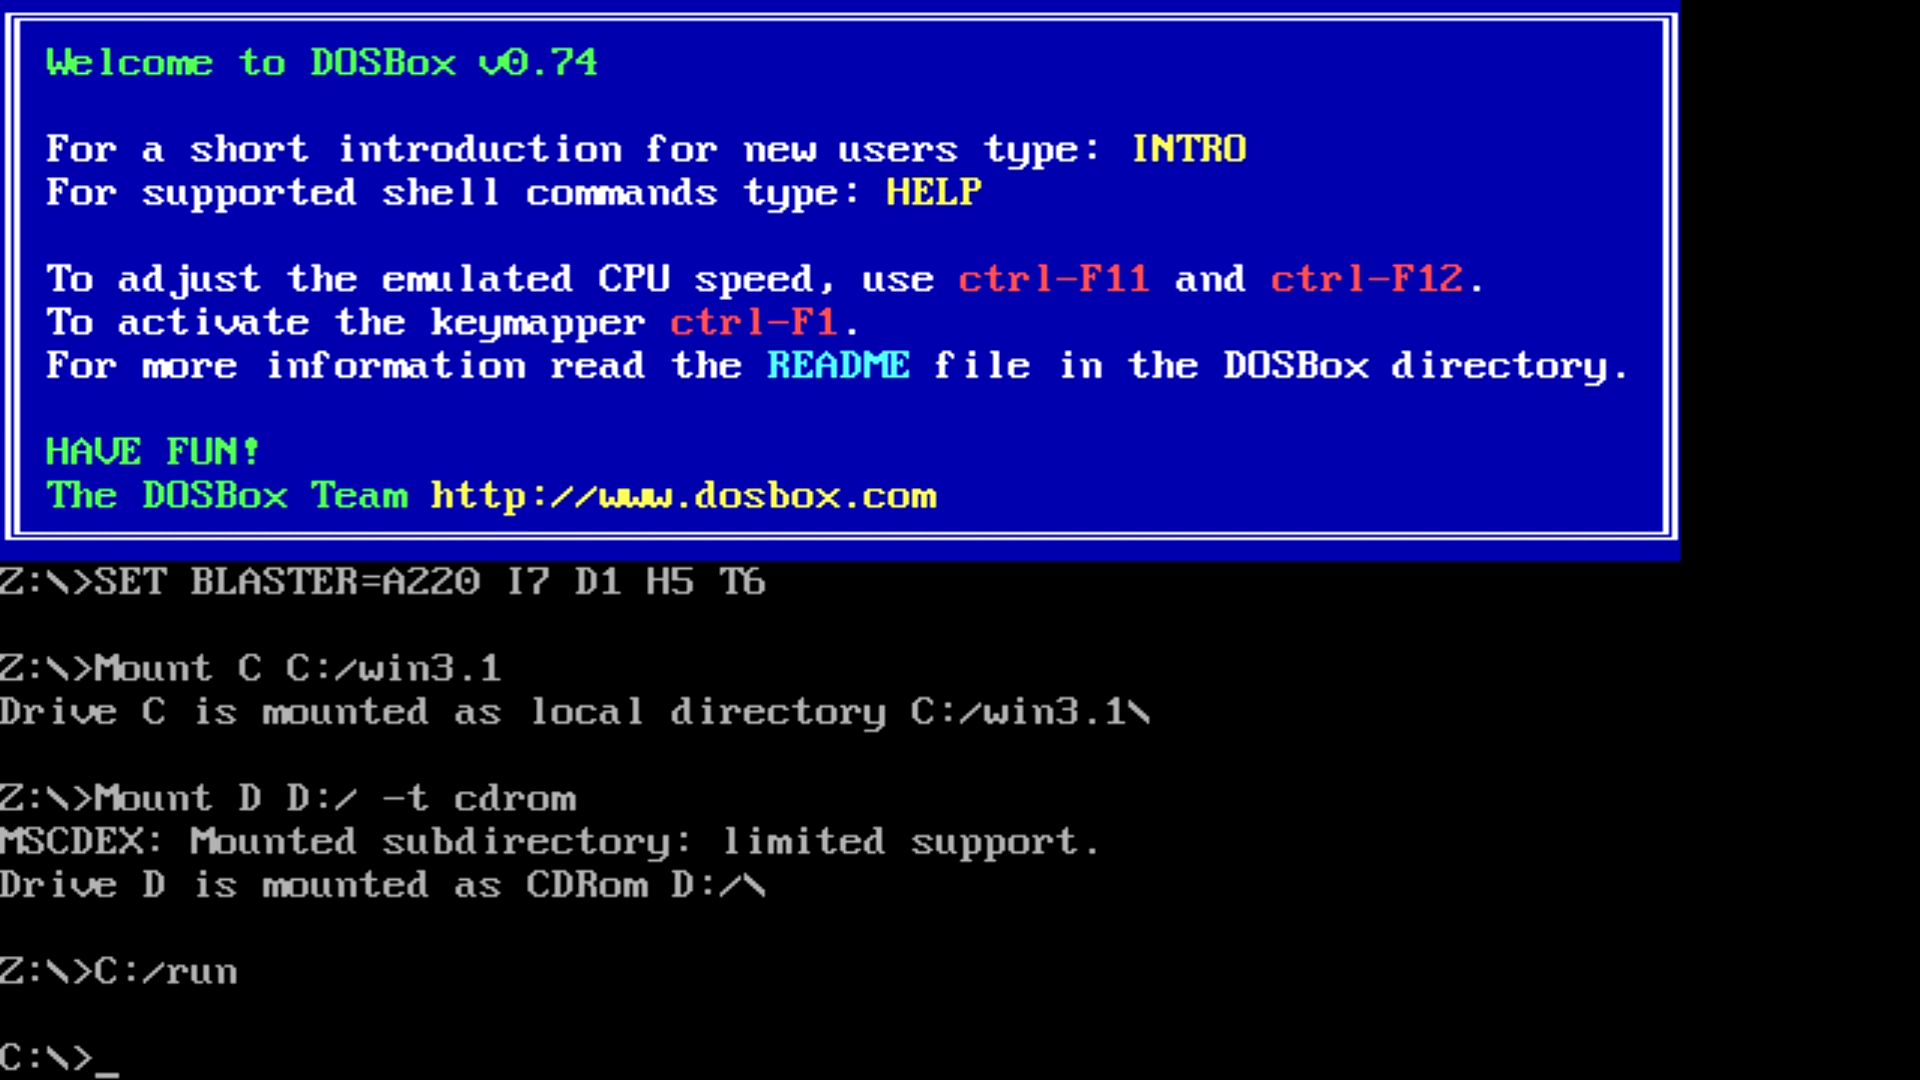 Welcome to DOSBox v0.74
For a short introduction for new users type: INTRO
For supported shell commands type: HELP
To adjust the emulated CPU speed, use ctrl-F11 and ctrl-F12.
To activate the keymapper ctrl-F1.
For more information read the README file in the DOSBox directory.
HAVE FUN!
The DOSBox Team http://www.dosbox.com
Z:\>SET BLASTER=A220 I7 D1 H5 T6
Z:\>Mount C C:/win3.1
Drive C is mounted as local directory C:/win3.1\
Z:\>Mount D D:/ -t cdrom
MSCDEX: Mounted subdirectory: limited support.
Drive D is mounted as CDRom D:/\
Z:\>C:/run
C:\>_